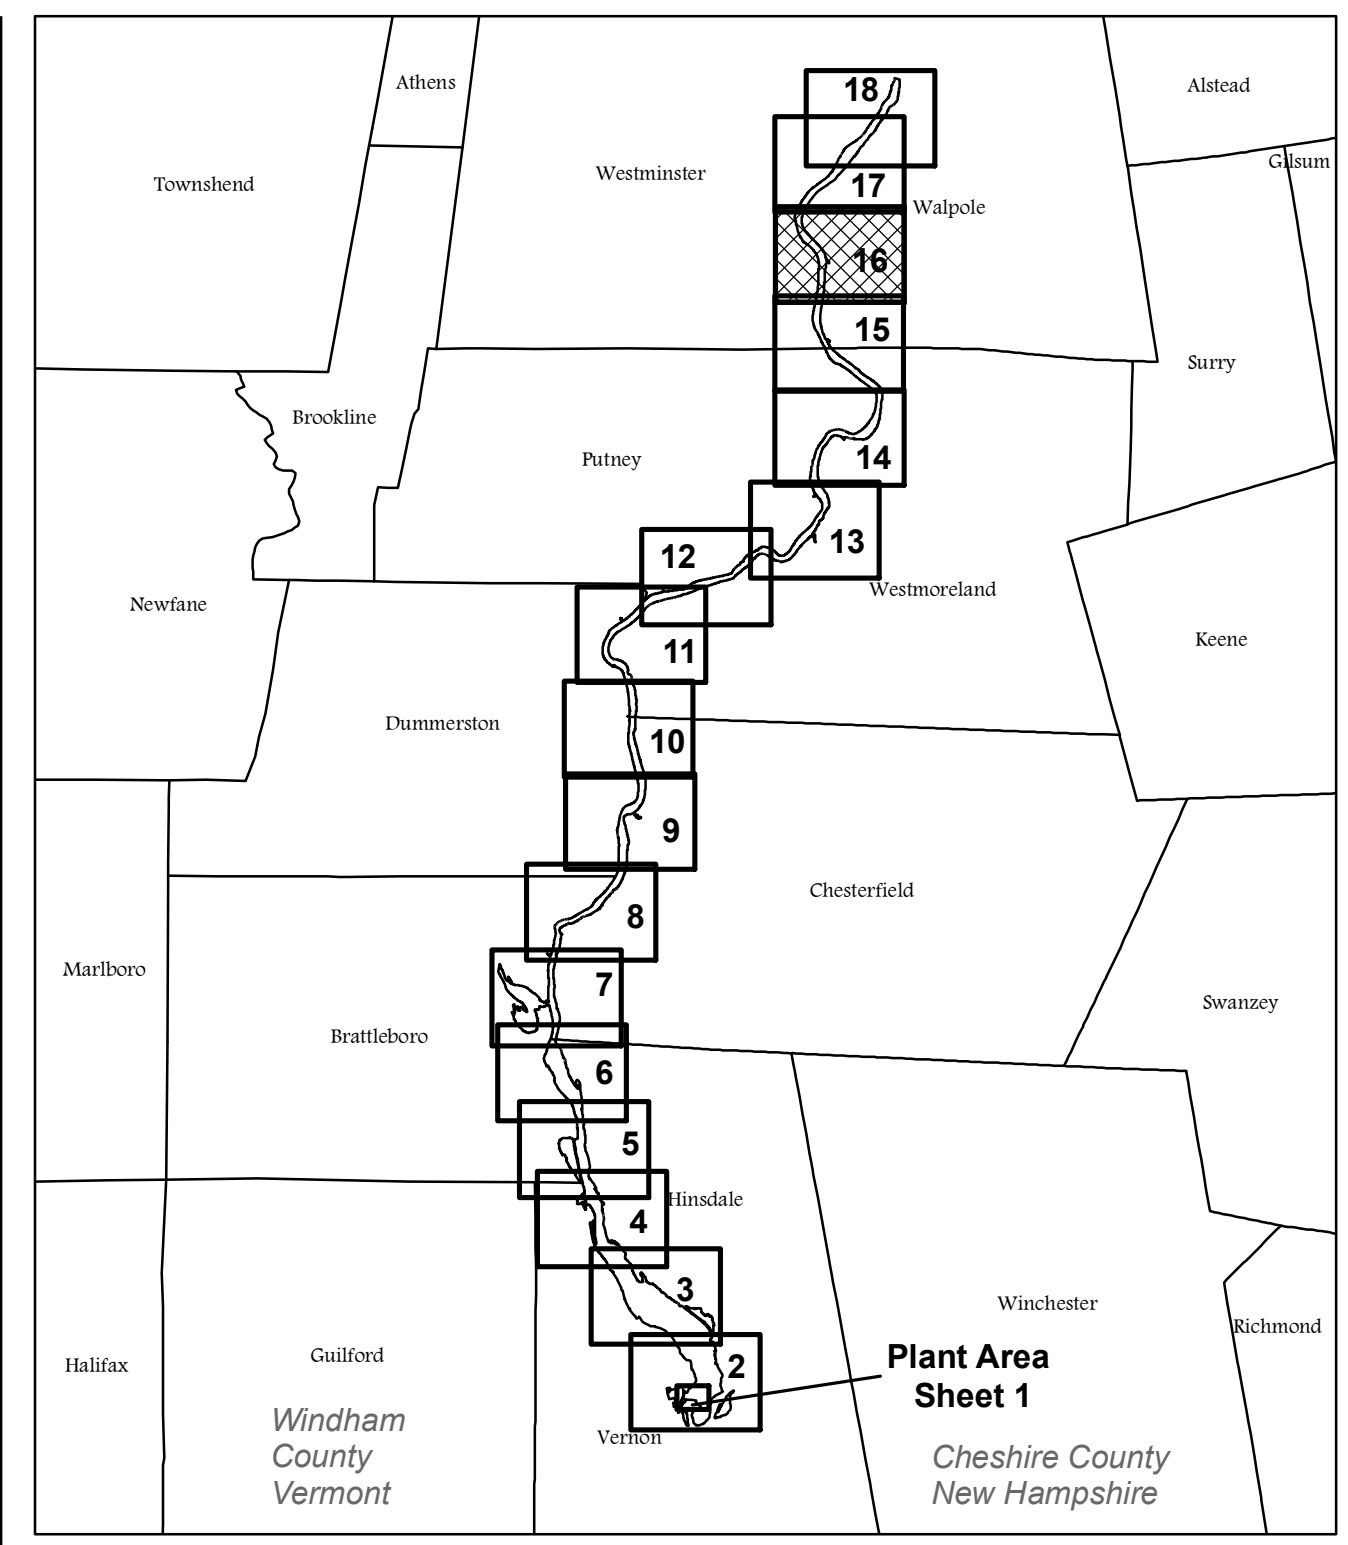 Athens
18
Alstead
Gilsum
Westminster
Townshend
17
Walpole
16
15
Surry
Brookline
Putney
14
13
12
Westmoreland
Newfane
Keene
11
Dummerston
10
9
Chesterfield
8
Marlboro
7
Swanzey
Brattleboro
6
5
Hinsdale
4
3
Winchester
Richmond
Plant Area
Sheet 1
2
Guilford
Halifax
Windham
County
Vermont
Vernon
Cheshire County
New Hampshire